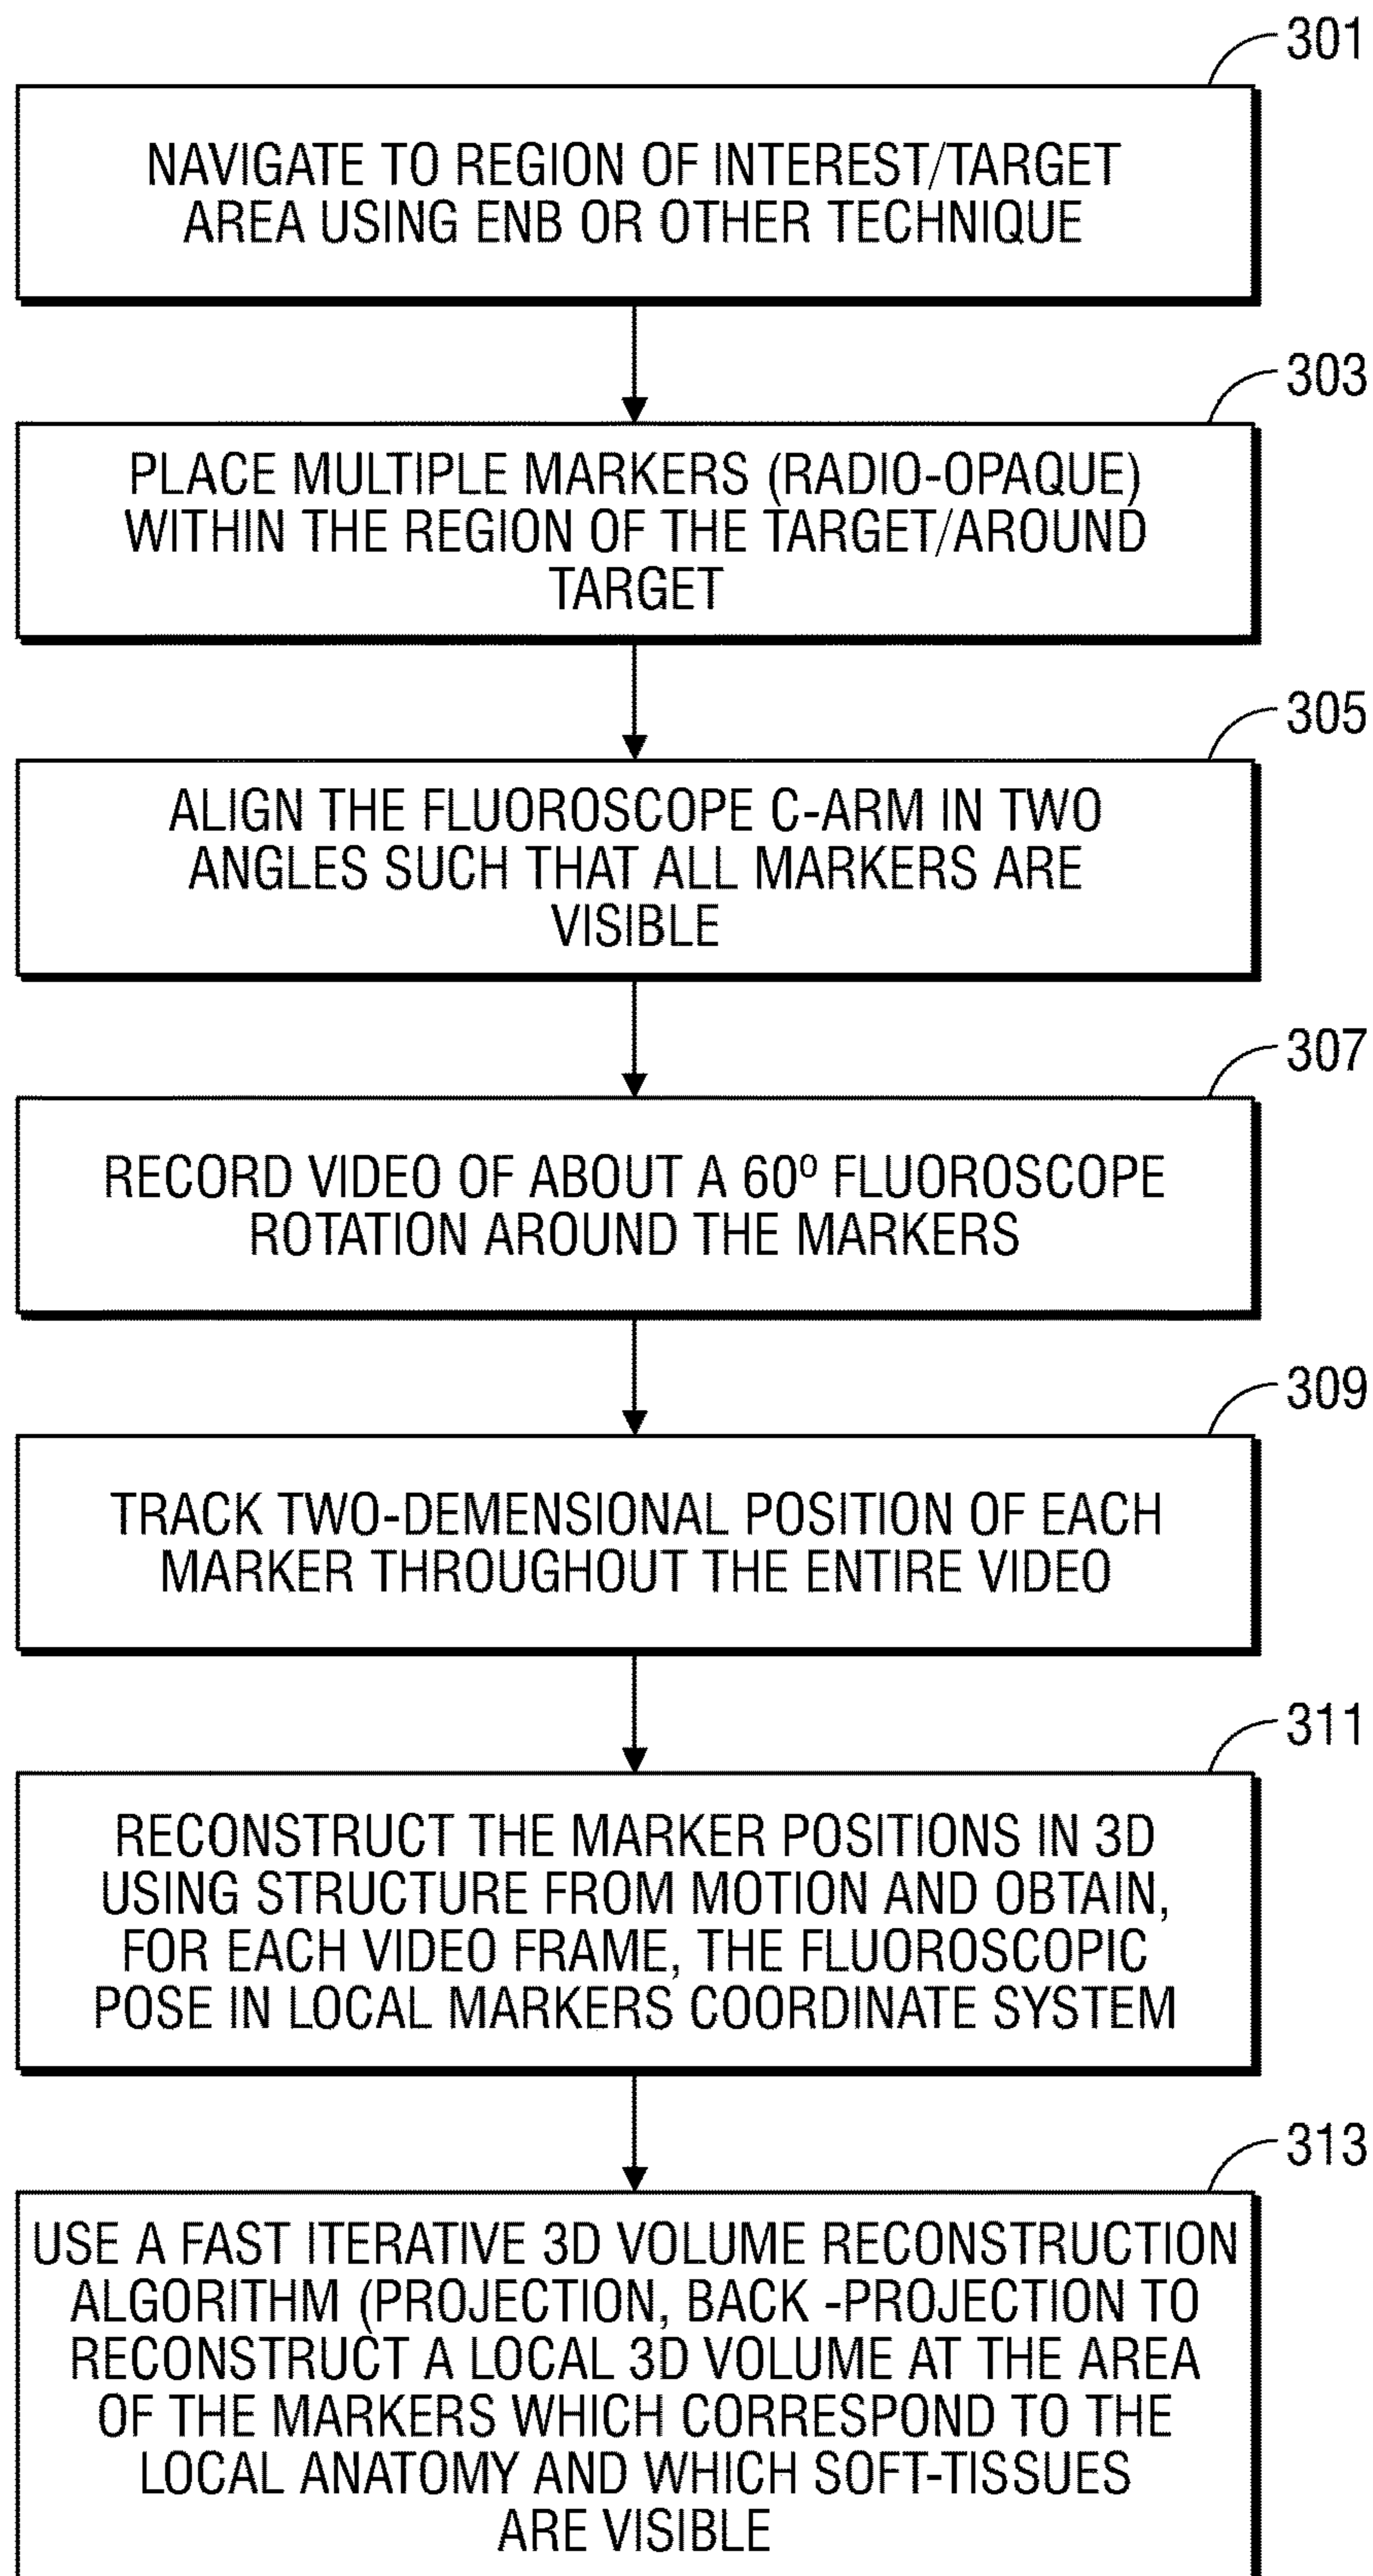 301
NAVIGATE TO REGION OF INTEREST/TARGET
AREA USING ENB OR OTHER TECHNIQUE
303
PLACE MULTIPLE MARKERS (RADIO-OPAQUE)
WITHIN THE REGION OF THE TARGET/AROUND
TARGET
305
ALIGN THE FLUOROSCOPE C-ARM IN TWO
ANGLES SUCH THAT ALL MARKERS ARE
VISIBLE
307
RECORD VIDEO OF ABOUT A 60º FLUOROSCOPE
ROTATION AROUND THE MARKERS
309
TRACK TWO-DEMENSIONAL POSITION OF EACH
MARKER THROUGHOUT THE ENTIRE VIDEO
311
RECONSTRUCT THE MARKER POSITIONS IN 3D
USING STRUCTURE FROM MOTION AND OBTAIN,
FOR EACH VIDEO FRAME, THE FLUOROSCOPIC
POSE IN LOCAL MARKERS COORDINATE SYSTEM
313
USE A FAST ITERATIVE 3D VOLUME RECONSTRUCTION
ALGORITHM (PROJECTION, BACK -PROJECTION TO
RECONSTRUCT A LOCAL 3D VOLUME AT THE AREA
OF THE MARKERS WHICH CORRESPOND TO THE
LOCAL ANATOMY AND WHICH SOFT-TISSUES
ARE VISIBLE